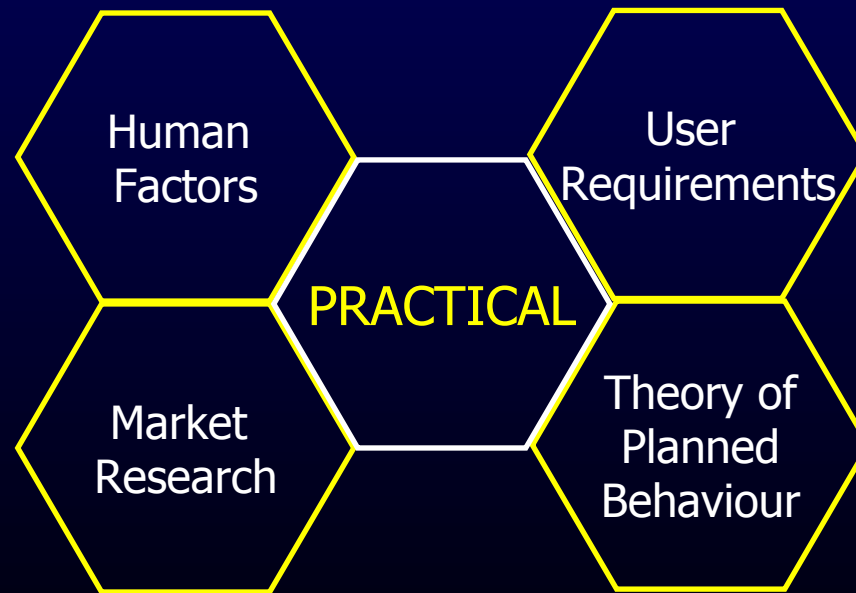 Human
Factors
User
Requirements
PRACTICAL
Market
Research
Theory of
Planned
Behaviour